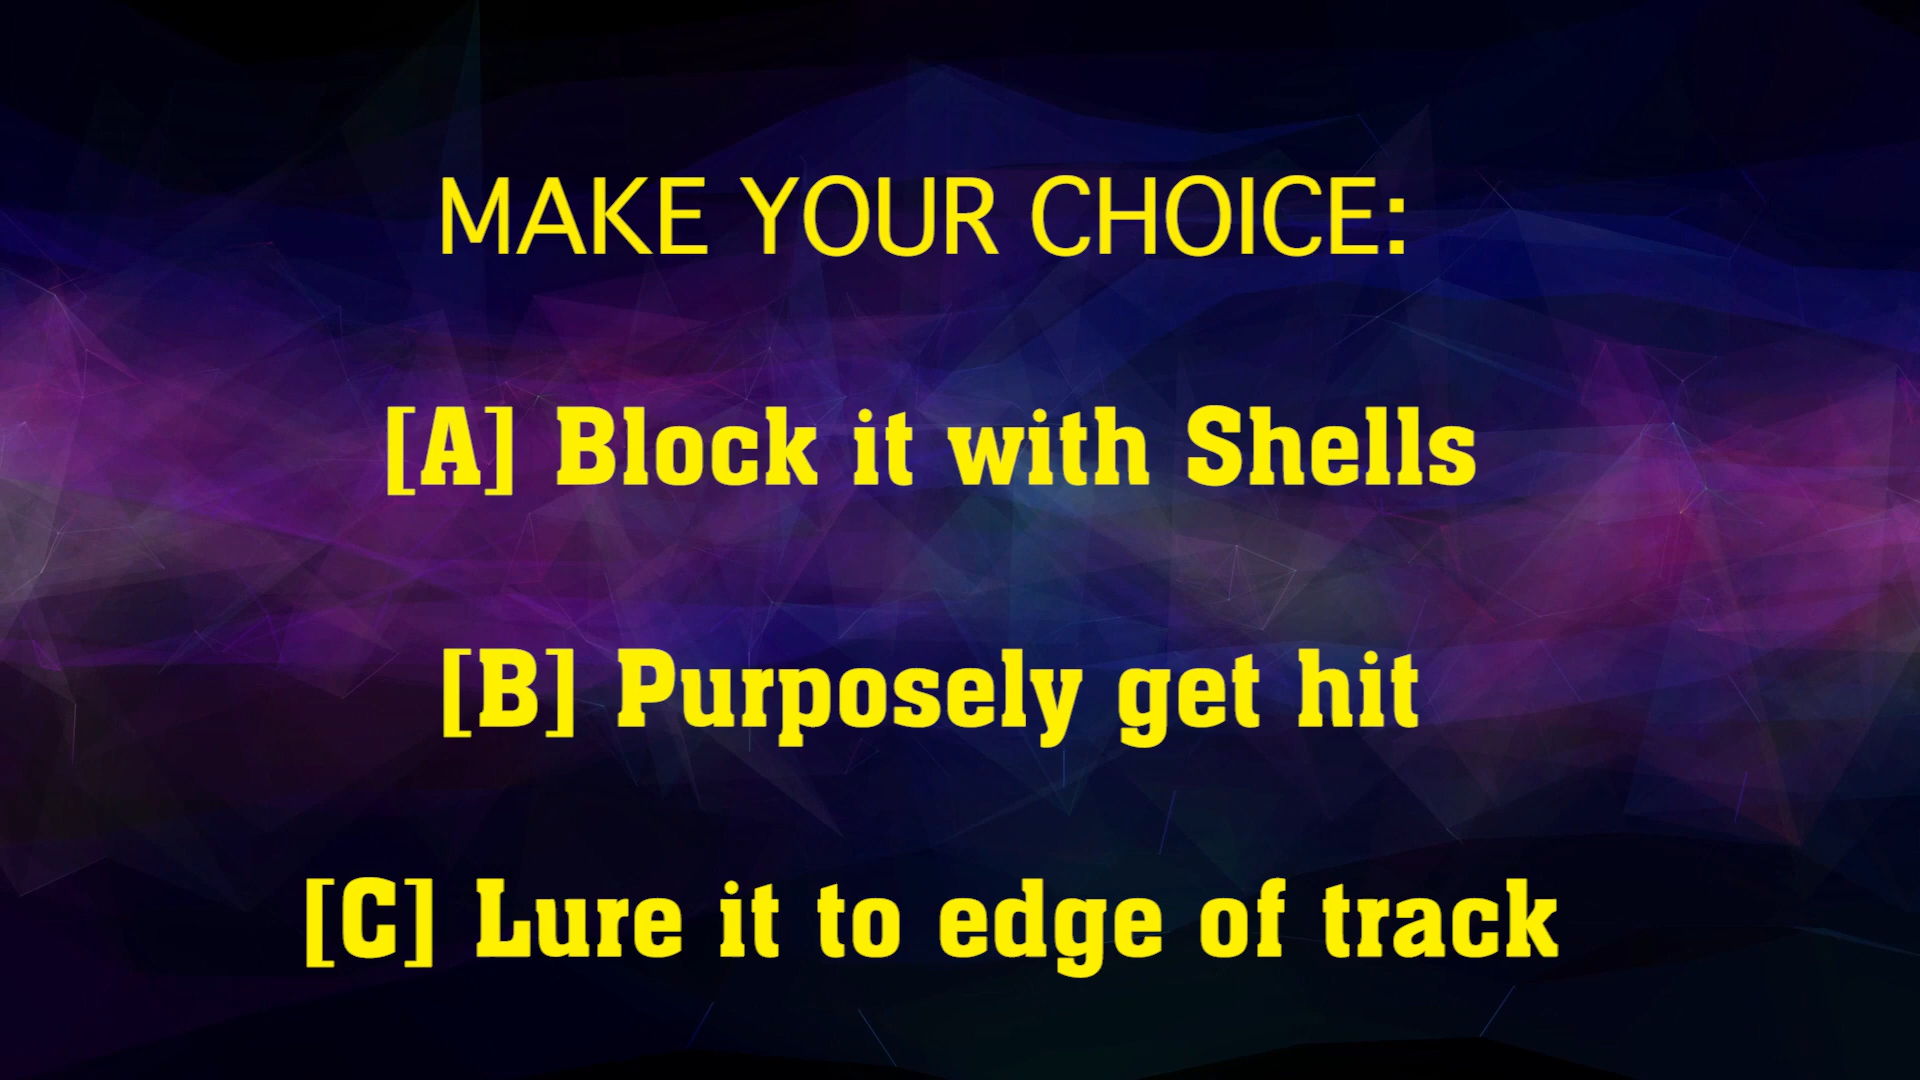 MAKE YOUR CHOICE:
[A] Block it with Shells
[B] Purposely get hit
[C] Lure it to edge of track